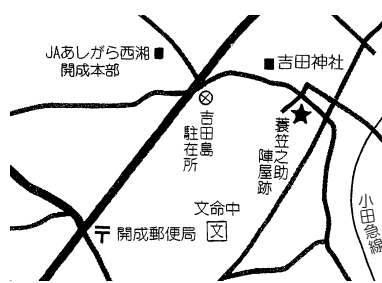 JAあしがら西湘
開成本部
吉田神社
吉田島
駐在所
蓑笠之助
陣屋跡
小田急線
文命中
文
開成郵便局